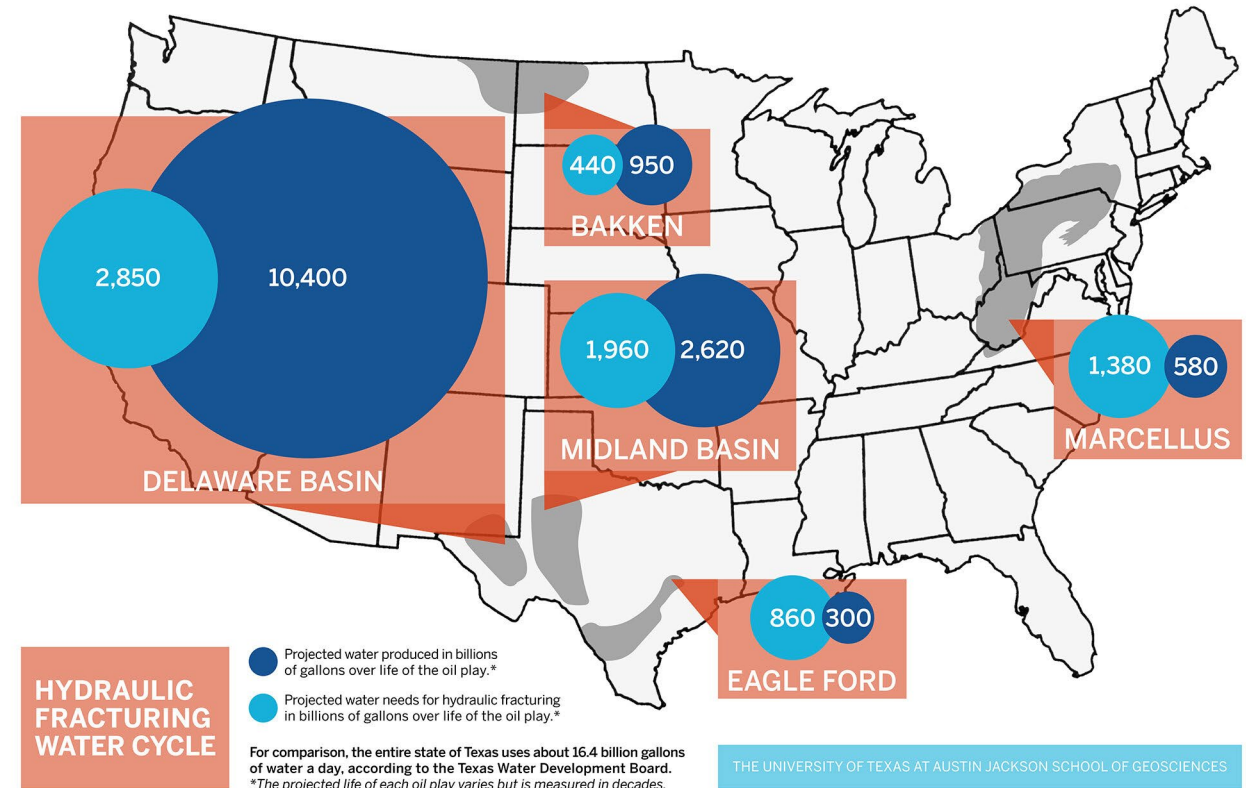 440 950
BAKKEN
2,850 10,400
DELAWARE BASIN
1,960 2,620
MIDLAND BASIN
1,380 580
MARCELLUS
860 300
EAGLE FORD
HYDRAULIC
FRACTURING
WATER CYCLE
Projected water produced in billions
of gallons over life of the oil play.*
Projected water needs for hydraulic fracturing
in billions of gallons over life of the oil play.*
For comparison, the entire state of Texas uses about 16.4 billion gallons
of water a day, according to the Texas Water Development Board.
*The projected life of each oil play varies but is measured in decades.
THE UNIVERSITY OF TEXAS AT AUSTIN JACKSON SCHOOL OF GEOSCIENCES